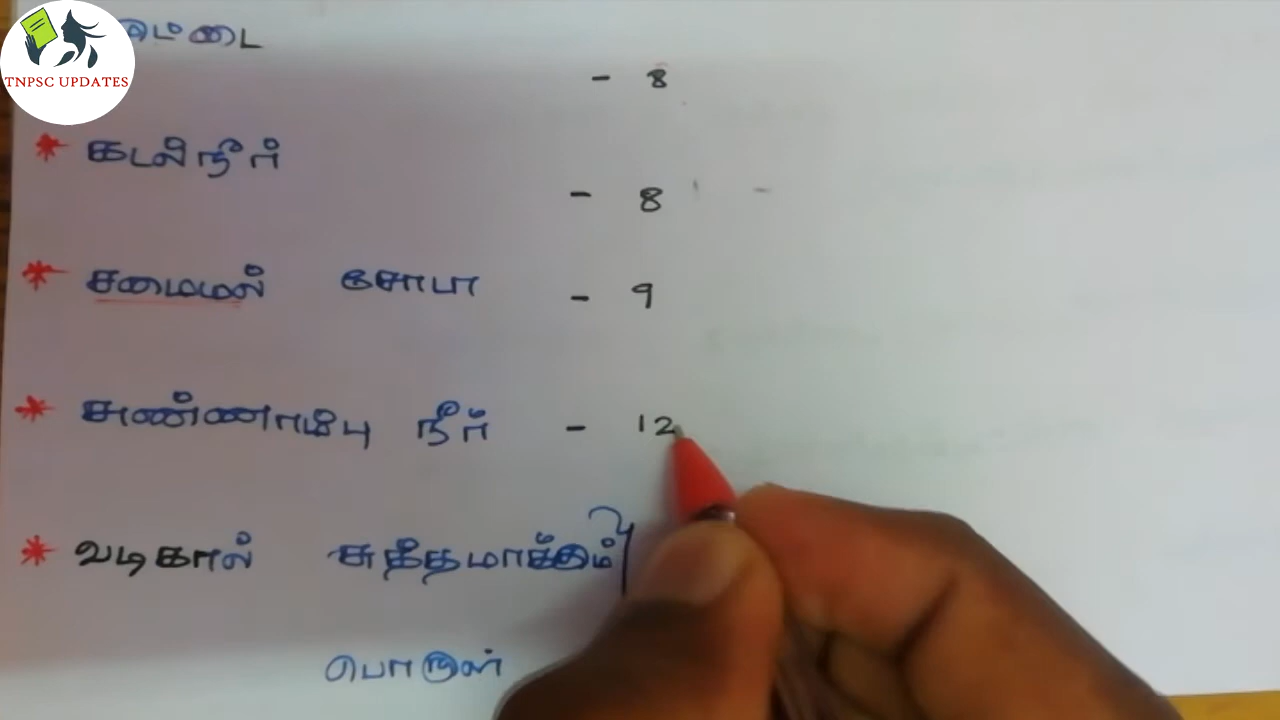 TNPSC UPDATES
- 8
* கடல்நீர் - 8
* சமையல் சோடா - 9
* சுண்ணாம்பு நீர் - 12
* வடிகால் சுத்தமாக்கும்
பொருள்